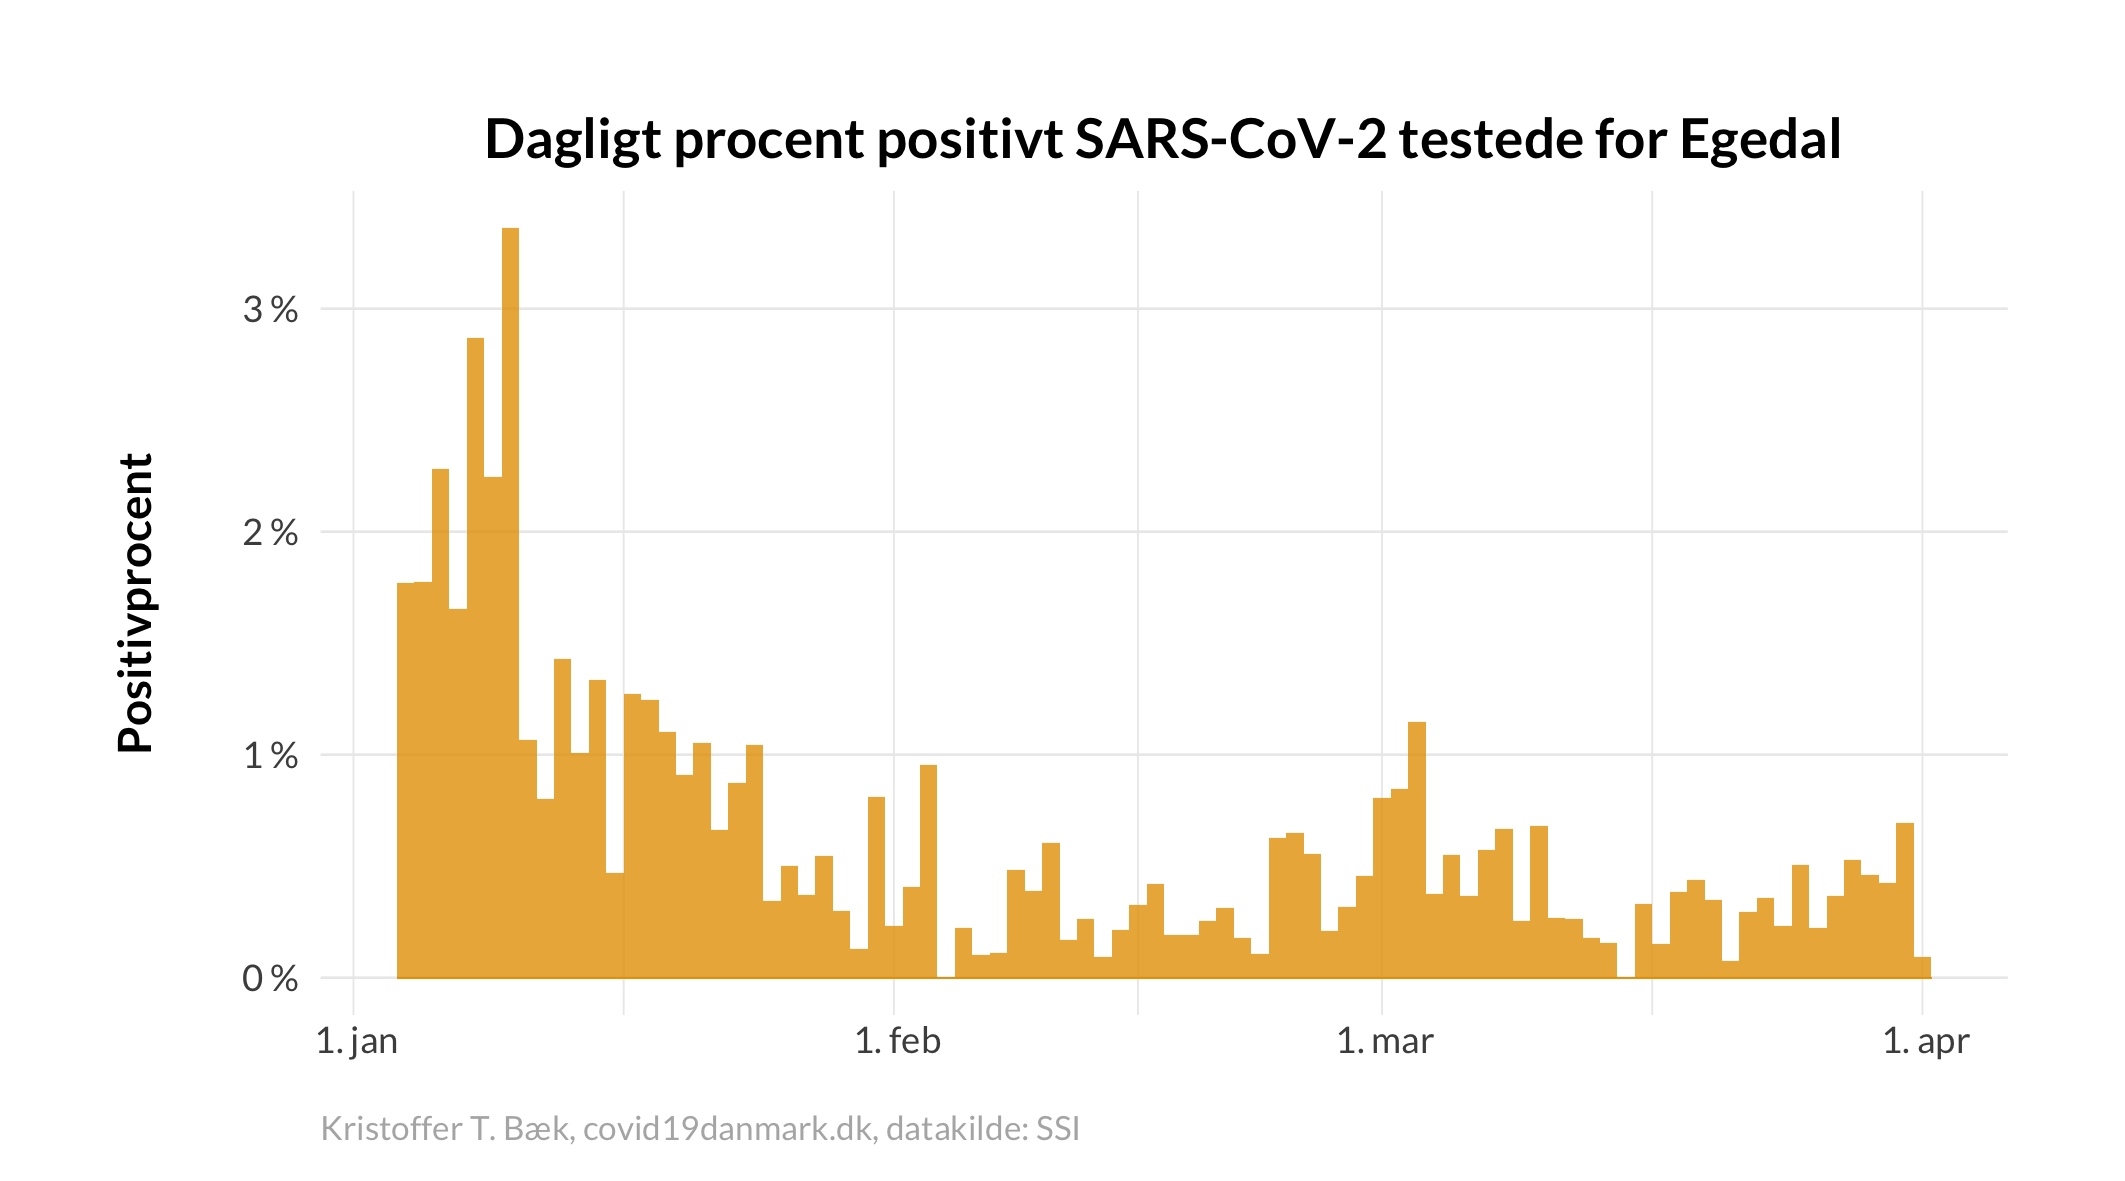 Dagligt procent positivt SARS-CoV-2 testede for Egedal
Positivprocent
3 %
2 %
1 %
0 %
1. jan
1. feb
1. mar
1. apr
Kristoffer T. Bæk, covid19danmark.dk, datakilde: SSI